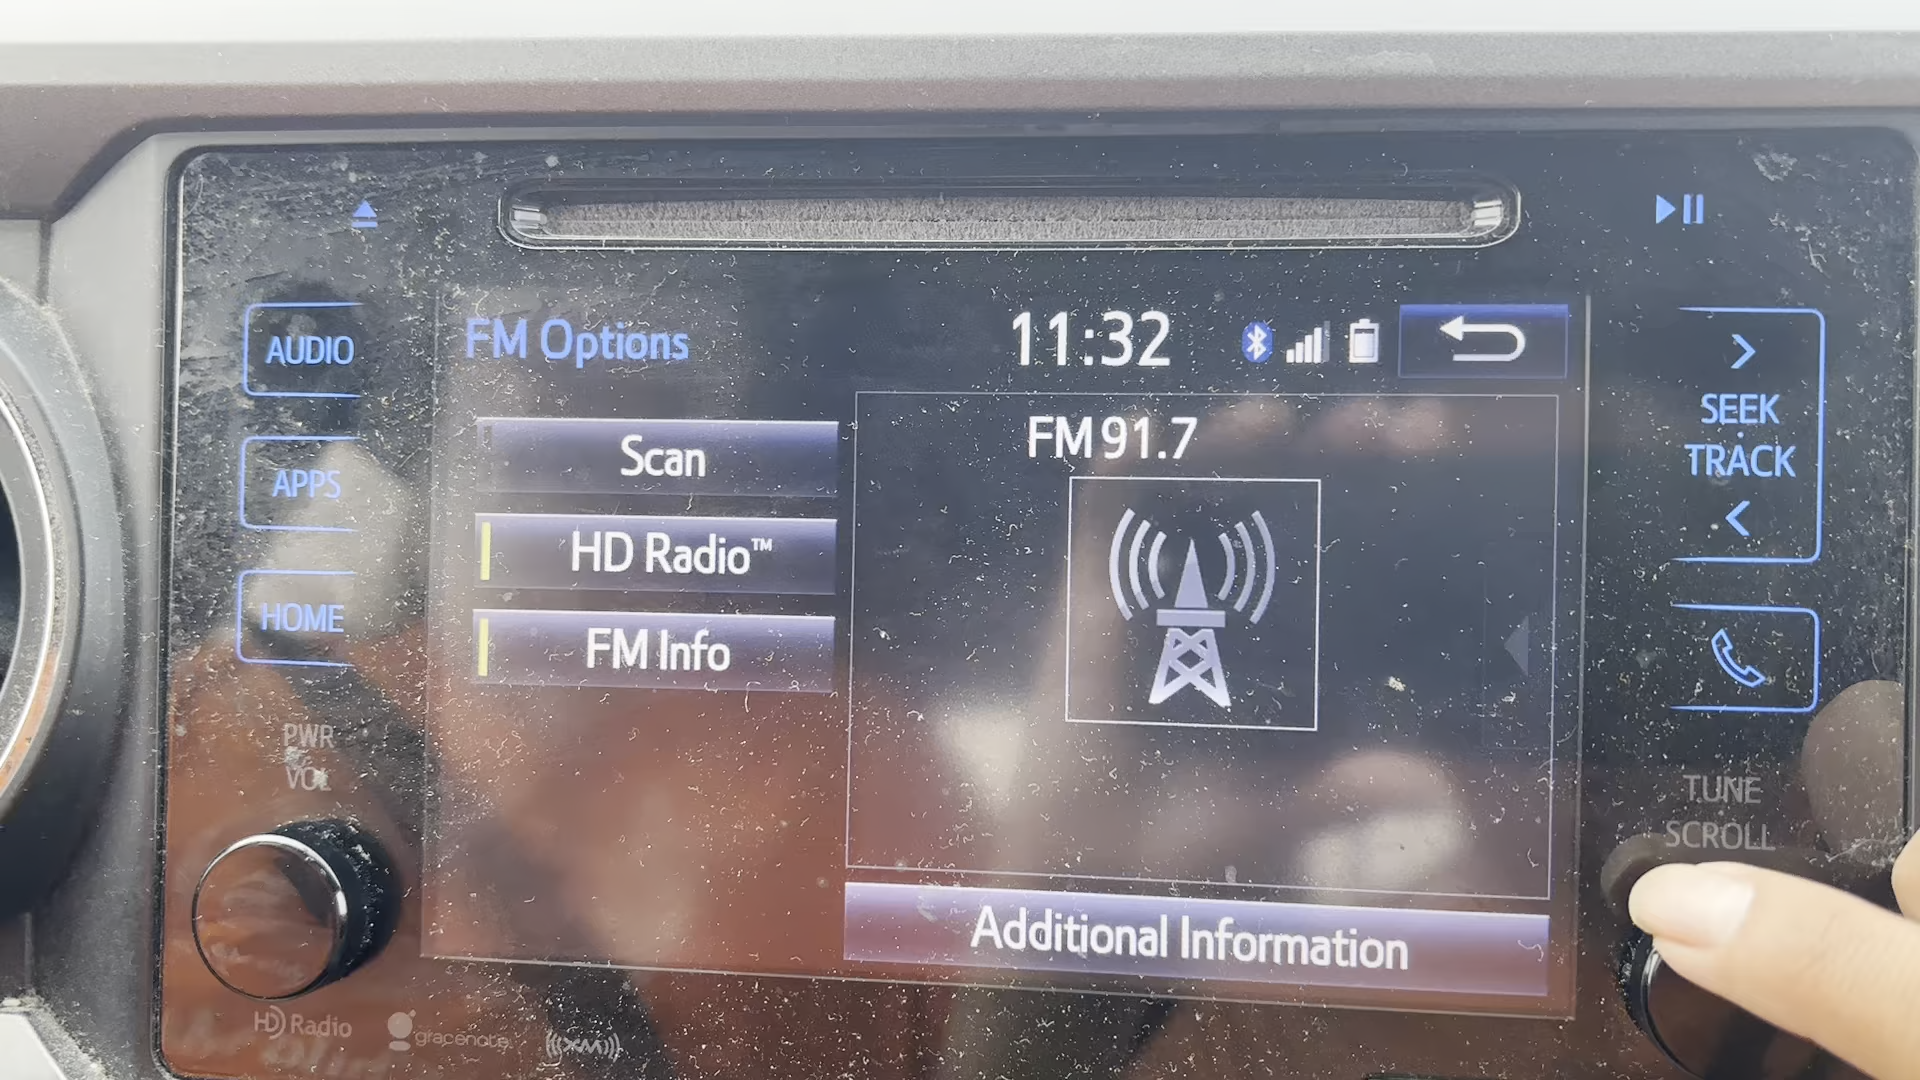 AUDIO
APPS
HOME
PWR
VOL
FM Options
11:32
Scan
HD Radio™
FM Info
FM 91.7
Additional Information
SEEK
TRACK
TUNE
SCROLL
HD Radio
gracenote
XM